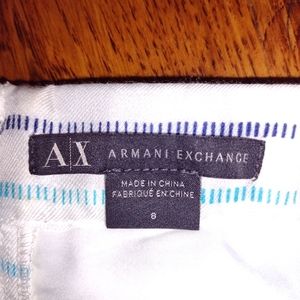 A|X ARMANI EXCHANGE
MADE IN CHINA
FABRIQUÉ EN CHINE
8